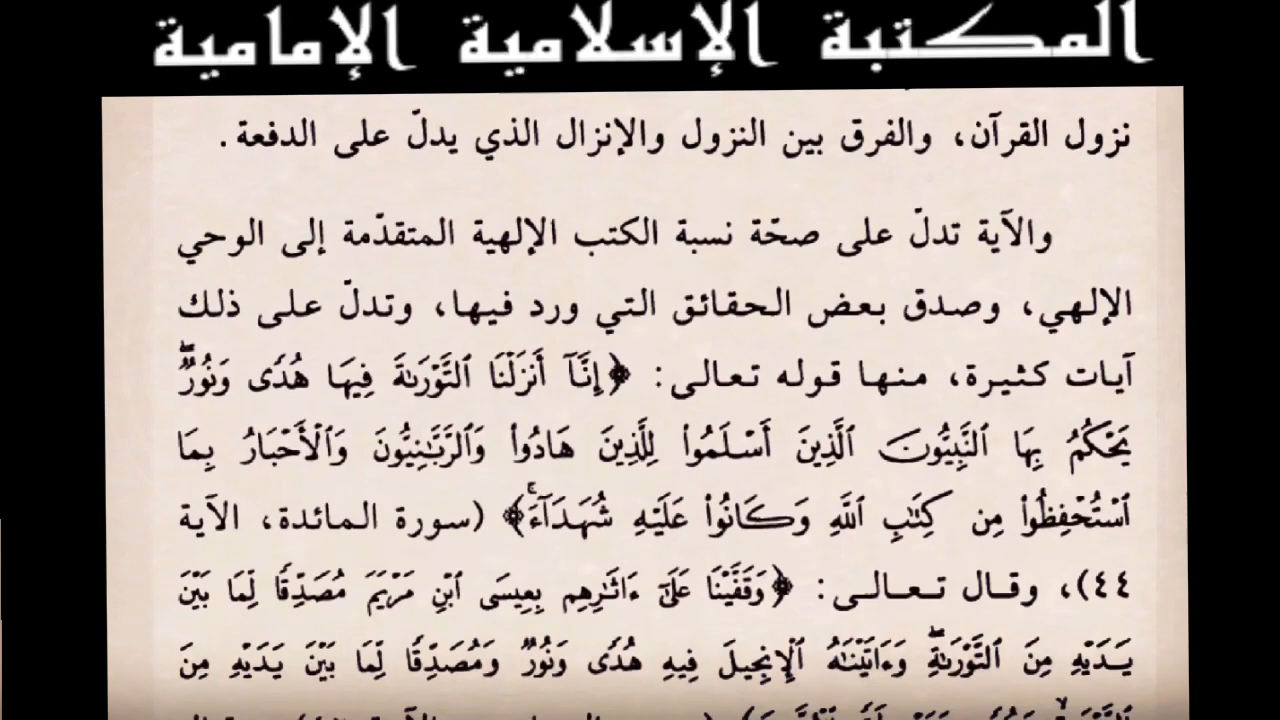 المكتبة الإسلامية الإمامية
نزول القرآن، والفرق بين النزول والإنزال الذي يدلّ على الدفعة.
والآية تدلّ على صحّة نسبة الكتب الإلهية المتقدّمة إلى الوحي
الإلهي، وصدق بعض الحقائق التي ورد فيها، وتدلّ على ذلك
آيات كثيرة، منها قوله تعالى: ﴿إِنَّآ أَنزَلْنَا ٱلتَّوْرَىٰةَ فِيهَا هُدًى وَنُورٌۚ
يَحْكُمُ بِهَا ٱلنَّبِيُّونَ ٱلَّذِينَ أَسْلَمُوا۟ لِلَّذِينَ هَادُوا۟ وَٱلرَّبَّـٰنِيُّونَ وَٱلْأَحْبَارُ بِمَا
ٱسْتُحْفِظُوا۟ مِن كِتَـٰبِ ٱللَّهِ وَكَانُوا۟ عَلَيْهِ شُهَدَآءَۚ﴾ (سورة المائدة، الآية
٤٤)، وقال تعالى: ﴿وَقَفَّيْنَا عَلَىٰٓ ءَاثَـٰرِهِم بِعِيسَى ٱبْنِ مَرْيَمَ مُصَدِّقًا لِّمَا بَيْنَ
يَدَيْهِ مِنَ ٱلتَّوْرَىٰةِۖ وَءَاتَيْنَـٰهُ ٱلْإِنجِيلَ فِيهِ هُدًى وَنُورٌ وَمُصَدِّقًا لِّمَا بَيْنَ يَدَيْهِ مِنَ